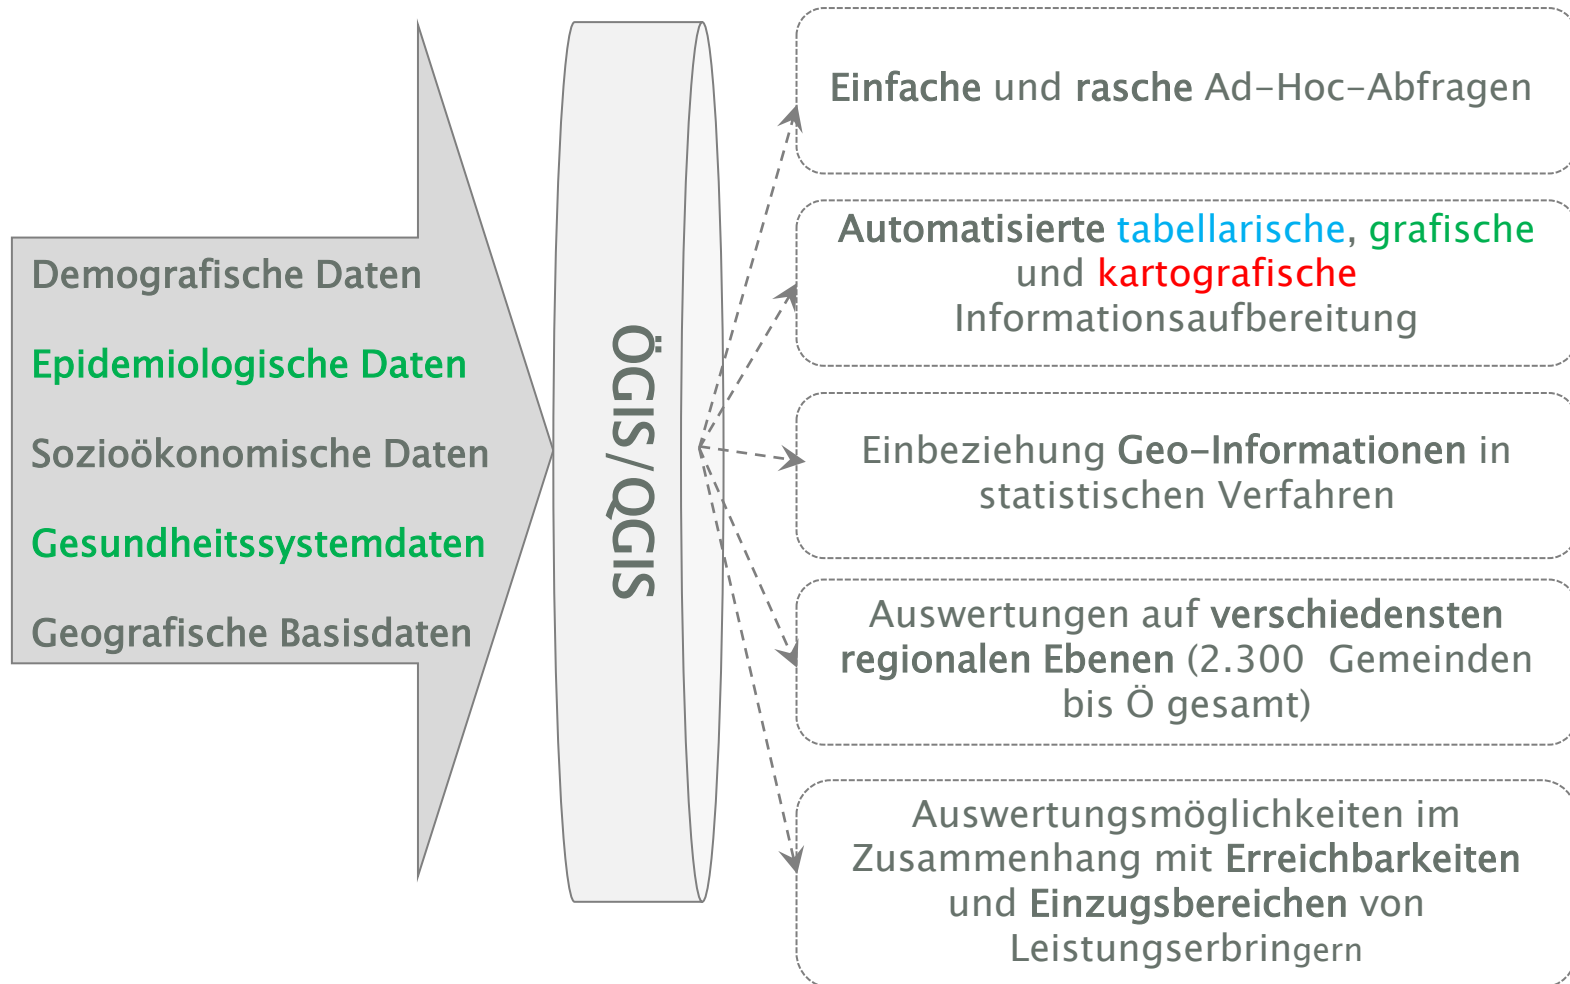 Demografische Daten
Epidemiologische Daten
Sozioökonomische Daten
Gesundheitssystemdaten
Geografische Basisdaten
ÖGIS/QGIS
Einfache und rasche Ad-Hoc-Abfragen
Automatisierte tabellarische, grafische
und kartografische
Informationsaufbereitung
Einbeziehung Geo-Informationen in
statistischen Verfahren
Auswertungen auf verschiedensten
regionalen Ebenen (2.300 Gemeinden
bis Ö gesamt)
Auswertungsmöglichkeiten im
Zusammenhang mit Erreichbarkeiten
und Einzugsbereichen von
Leistungserbringern